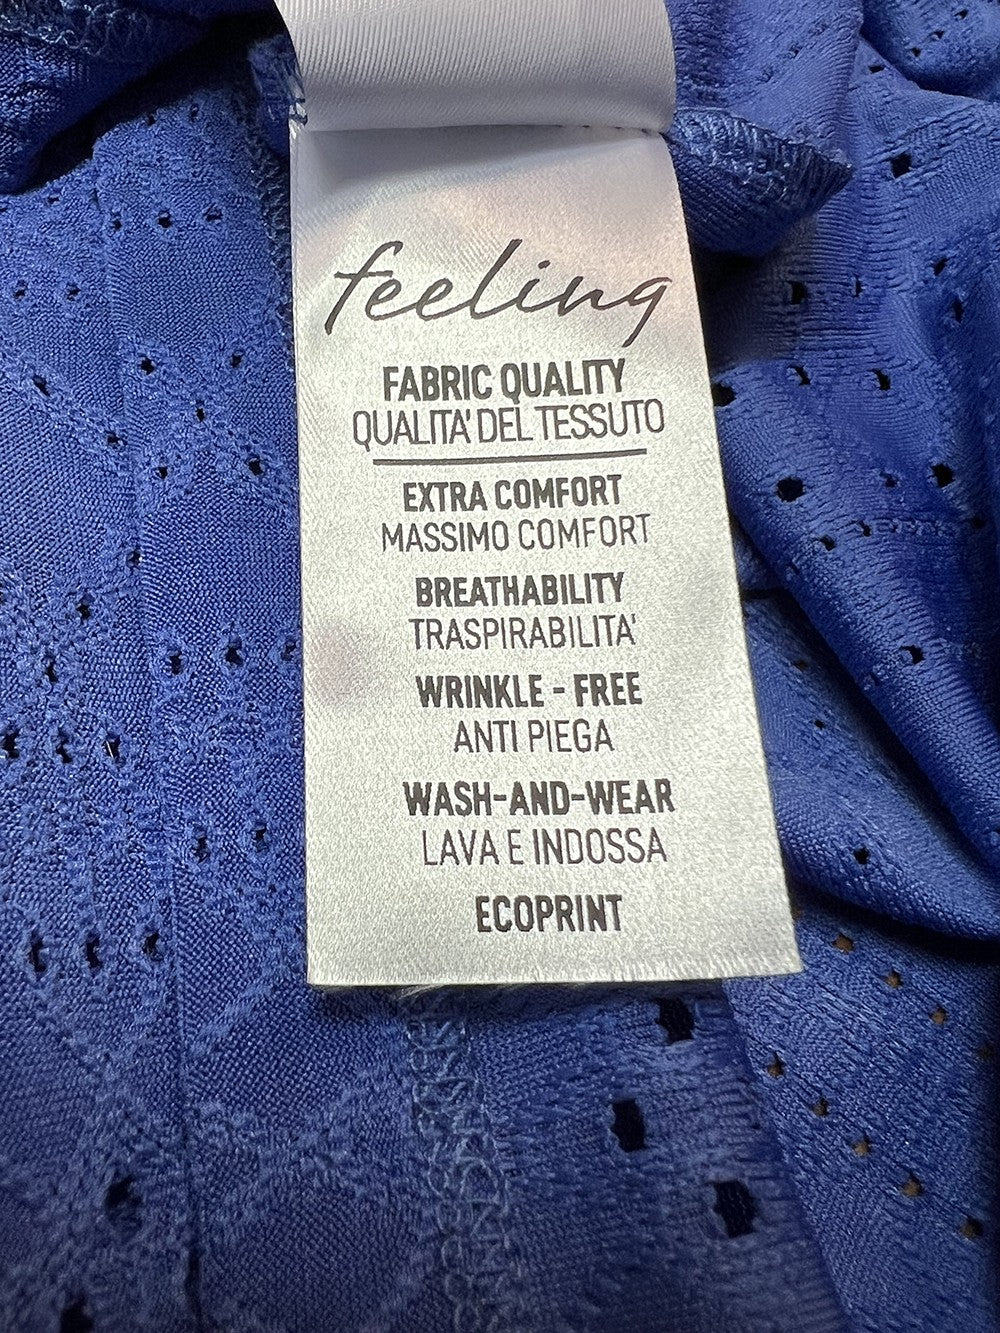 feeling
FABRIC QUALITY
QUALITA' DEL TESSUTO
EXTRA COMFORT
MASSIMO COMFORT
BREATHABILITY
TRASPIRABILITA'
WRINKLE - FREE
ANTI PIEGA
WASH-AND-WEAR
LAVA E INDOSSA
ECOPRINT